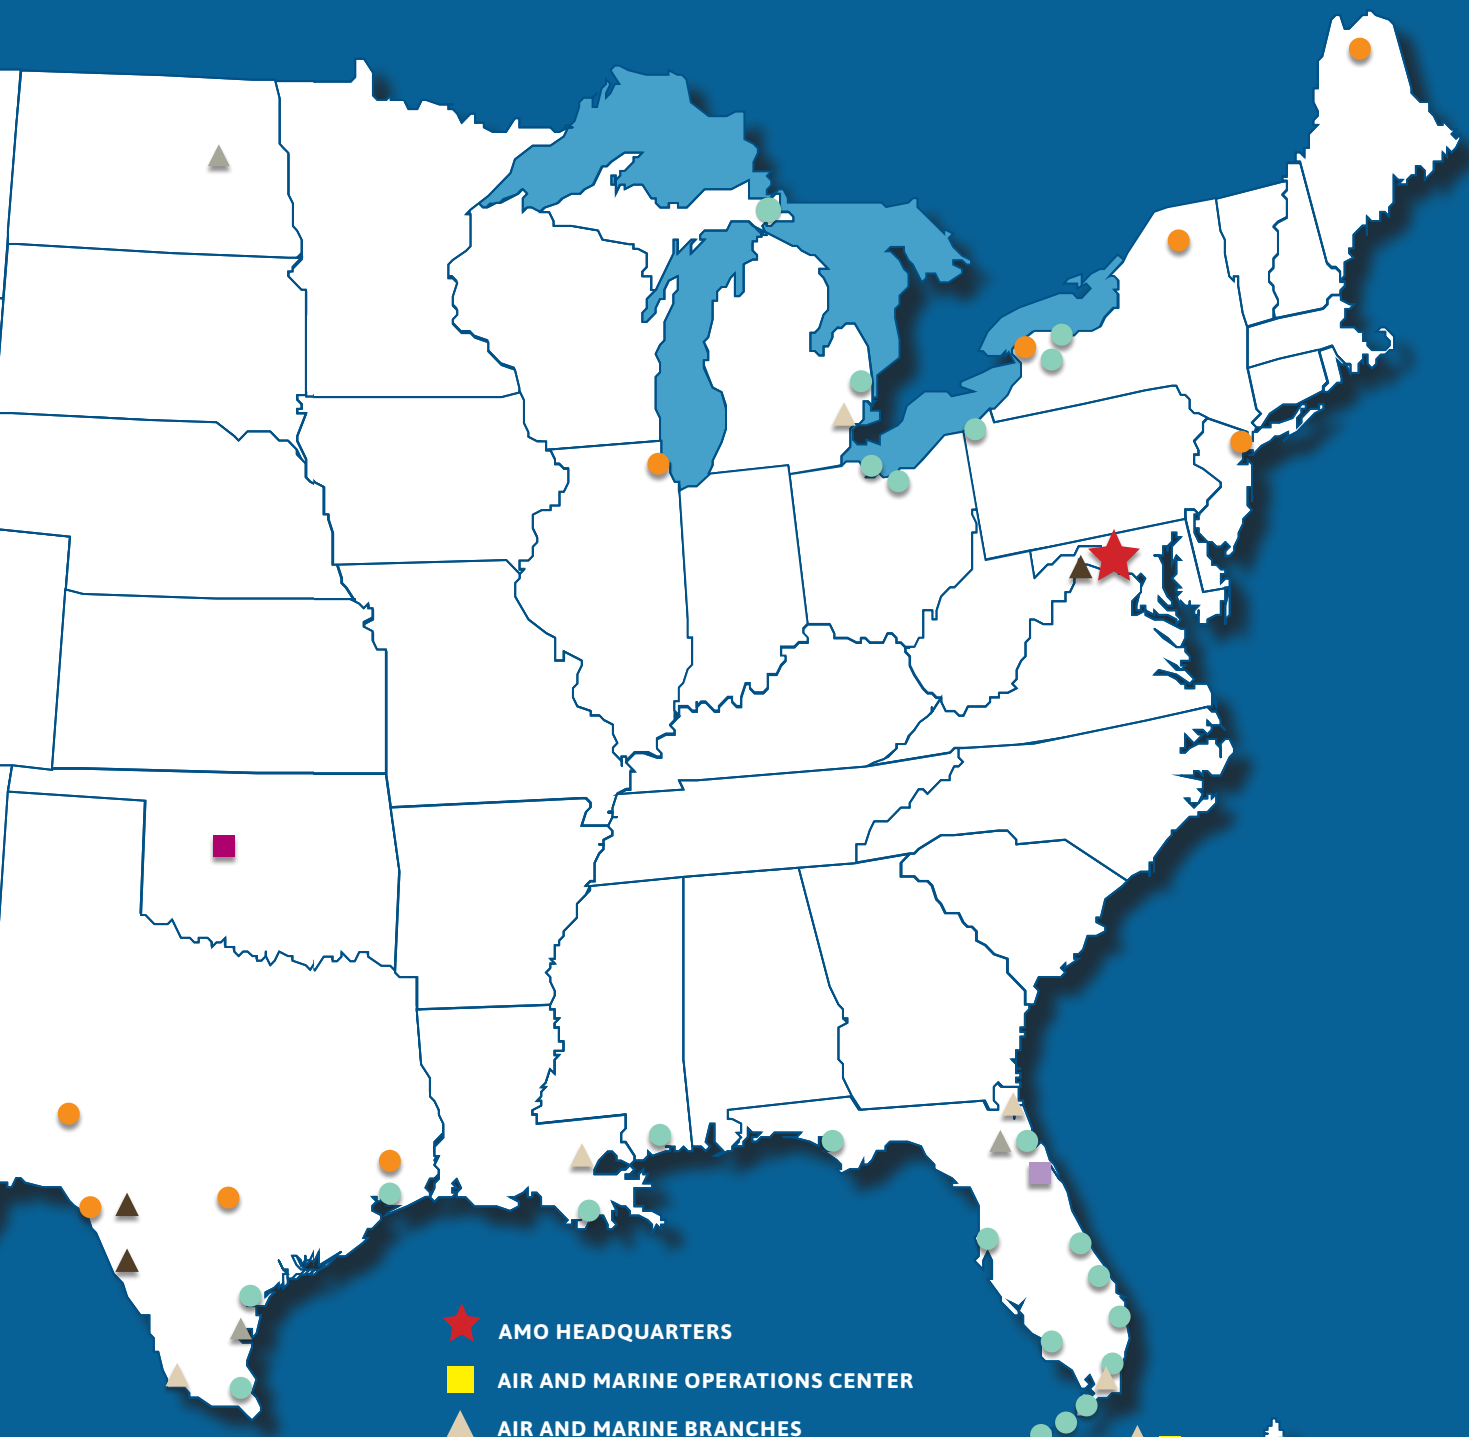 AMO HEADQUARTERS
AIR AND MARINE OPERATIONS CENTER
AIR AND MARINE BRANCHES